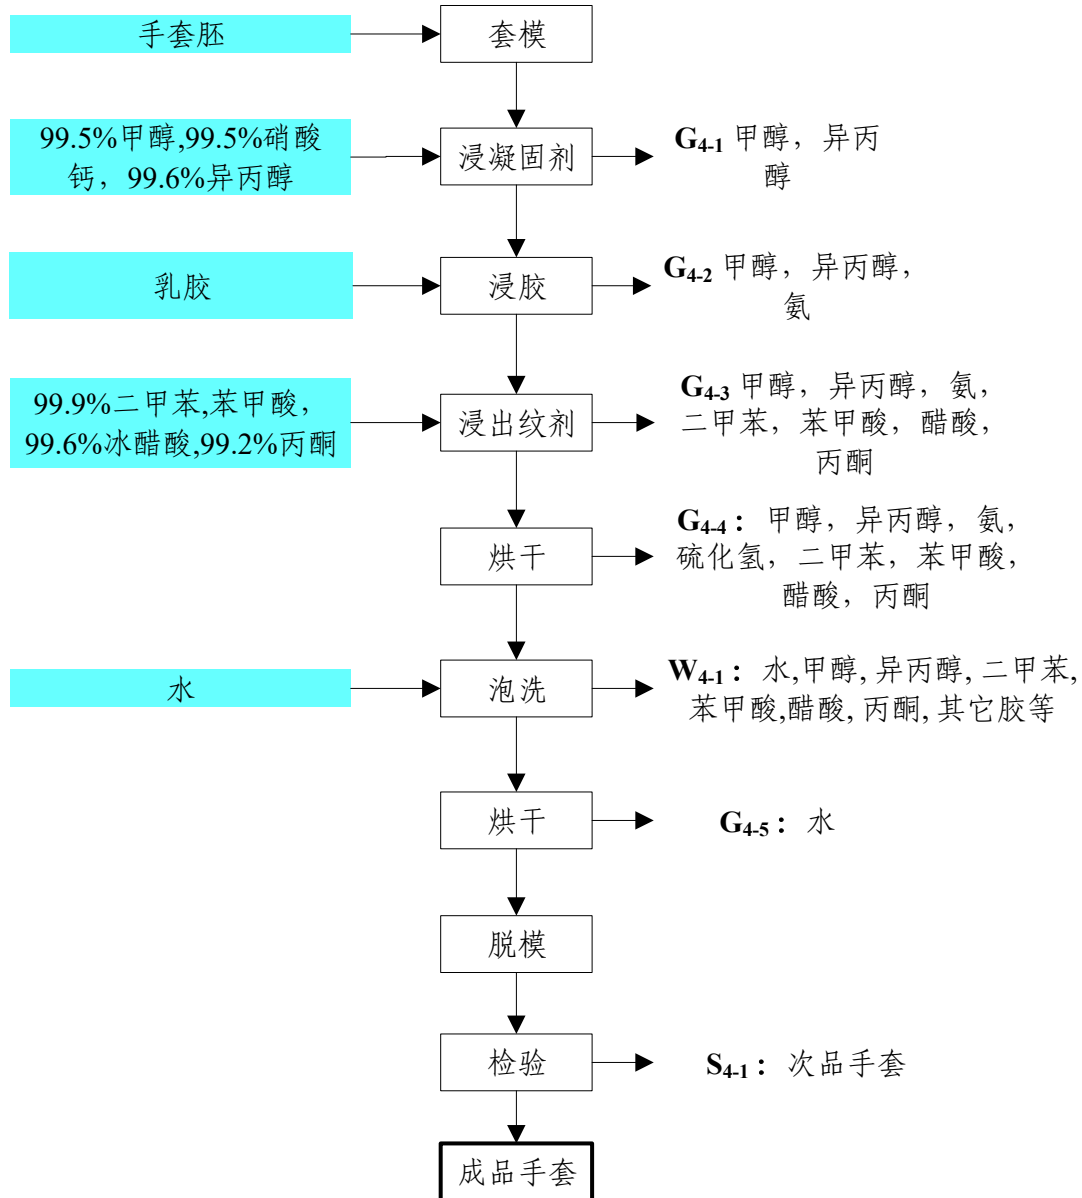 手套胚
套模
99.5%甲醇,99.5%硝酸
钙，99.6%异丙醇
浸凝固剂
G4-1 甲醇，异丙
醇
乳胶
浸胶
G4-2 甲醇，异丙醇，
氨
99.9%二甲苯,苯甲酸，
99.6%冰醋酸,99.2%丙酮
浸出纹剂
G4-3 甲醇，异丙醇，氨，
二甲苯，苯甲酸，醋酸，
丙酮
烘干
G4-4：甲醇，异丙醇，氨，
硫化氢，二甲苯，苯甲酸，
醋酸，丙酮
水
泡洗
W4-1：水,甲醇,异丙醇,二甲苯,
苯甲酸,醋酸,丙酮,其它胶等
烘干
G4-5：水
脱模
检验
S4-1：次品手套
成品手套